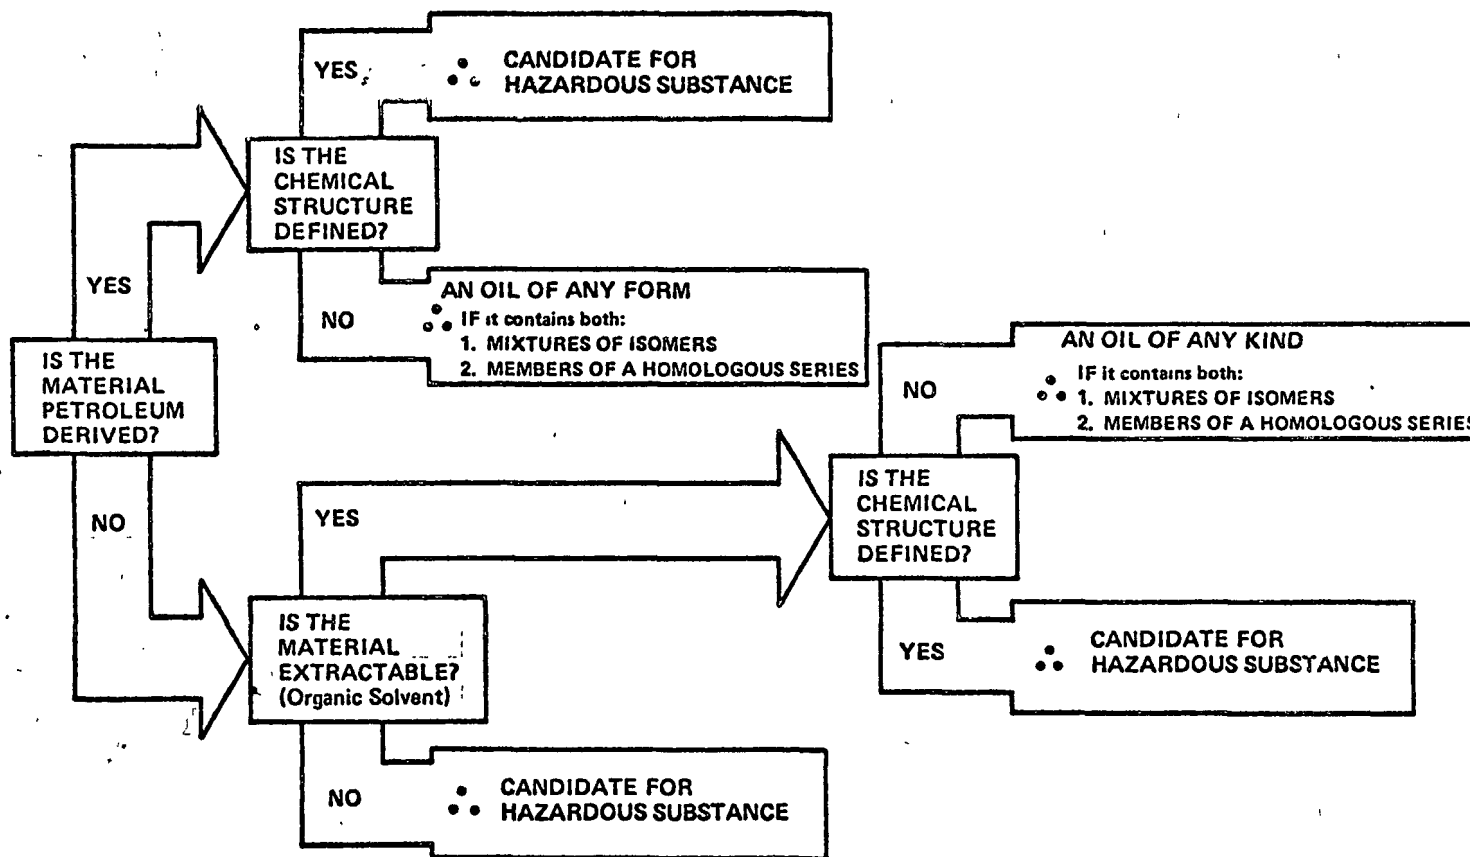 YES
∴ CANDIDATE FOR
HAZARDOUS SUBSTANCE
IS THE
CHEMICAL
STRUCTURE
DEFINED?
YES
NO
AN OIL OF ANY FORM
∴ IF it contains both:
1. MIXTURES OF ISOMERS
2. MEMBERS OF A HOMOLOGOUS SERIES
IS THE
MATERIAL
PETROLEUM
DERIVED?
NO
AN OIL OF ANY KIND
∴ IF it contains both:
1. MIXTURES OF ISOMERS
2. MEMBERS OF A HOMOLOGOUS SERIES
NO
YES
IS THE
CHEMICAL
STRUCTURE
DEFINED?
IS THE
MATERIAL
EXTRACTABLE?
(Organic Solvent)
YES
∴ CANDIDATE FOR
HAZARDOUS SUBSTANCE
NO
∴ CANDIDATE FOR
HAZARDOUS SUBSTANCE